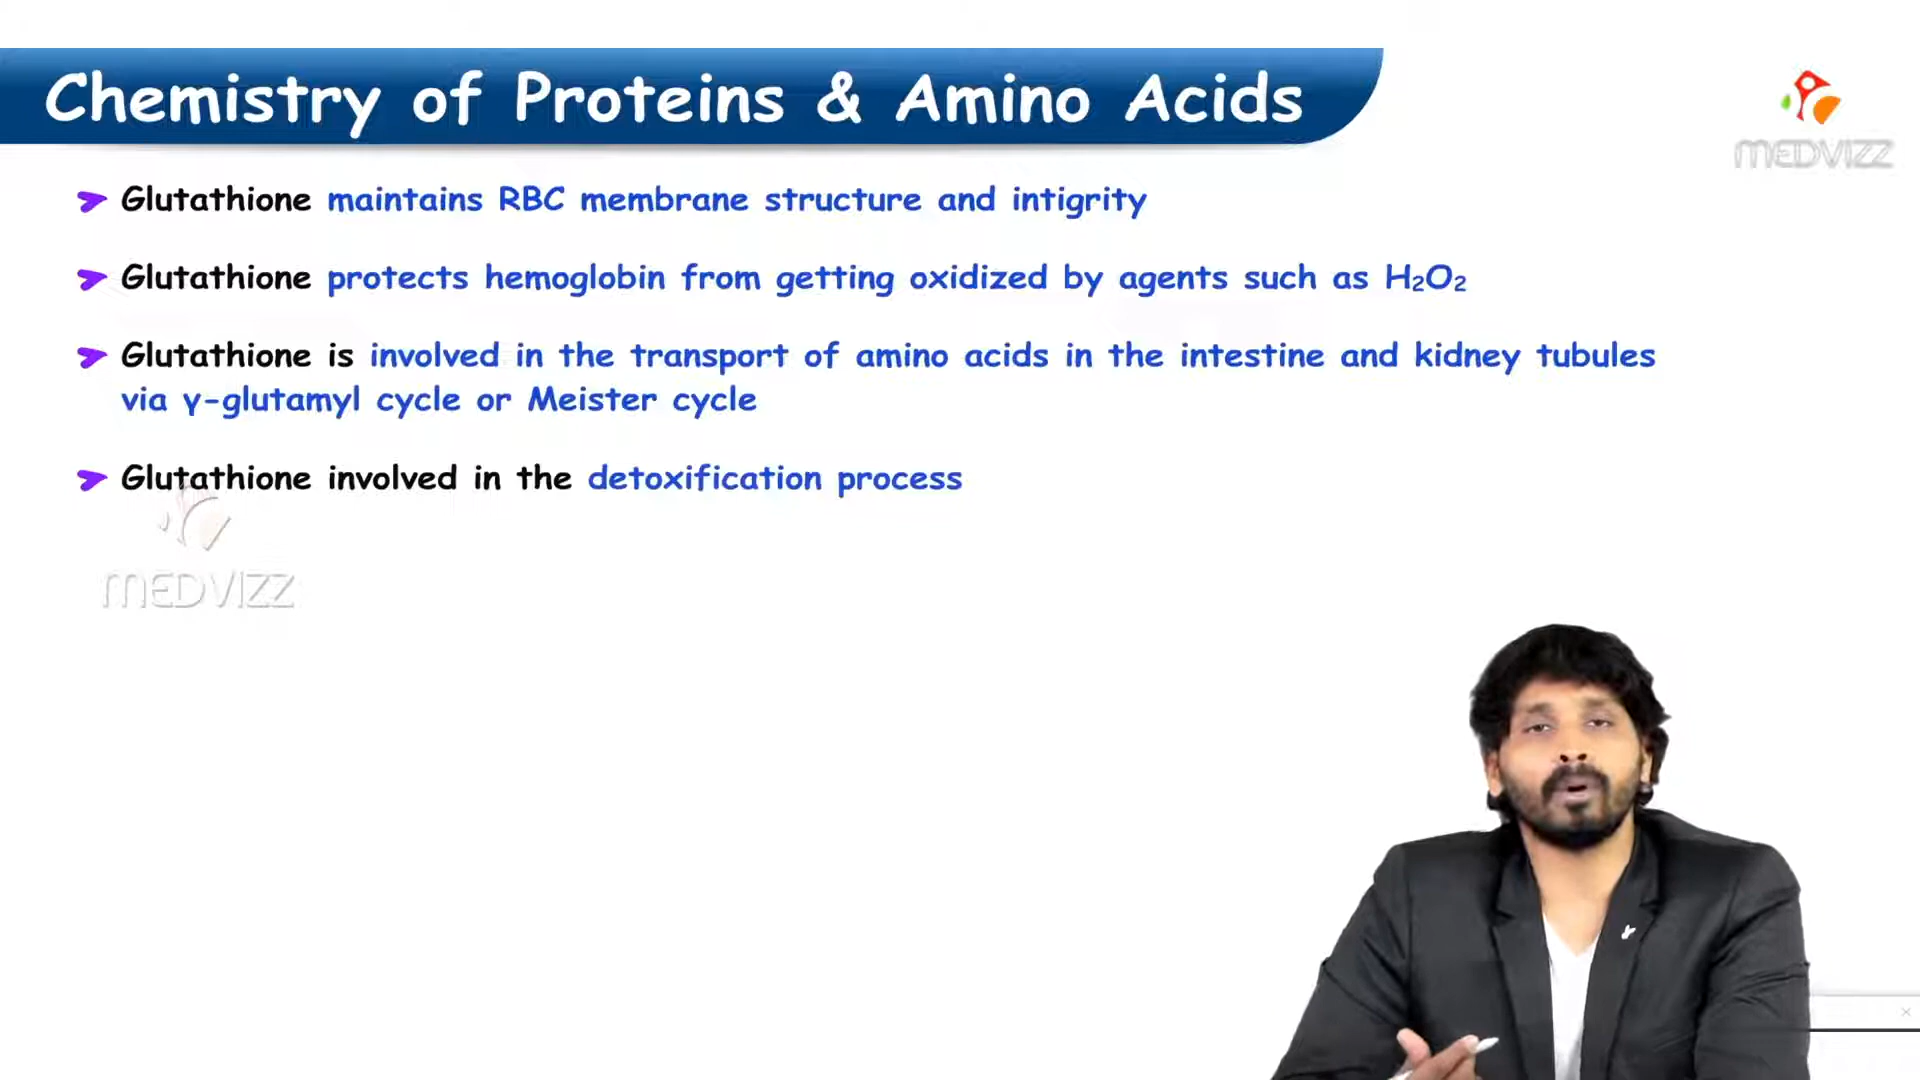 Chemistry of Proteins & Amino Acids
MEDVIZZ
Glutathione maintains RBC membrane structure and intigrity
Glutathione protects hemoglobin from getting oxidized by agents such as H₂O₂
Glutathione is involved in the transport of amino acids in the intestine and kidney tubules
via γ-glutamyl cycle or Meister cycle
Glutathione involved in the detoxification process
MEDVIZZ